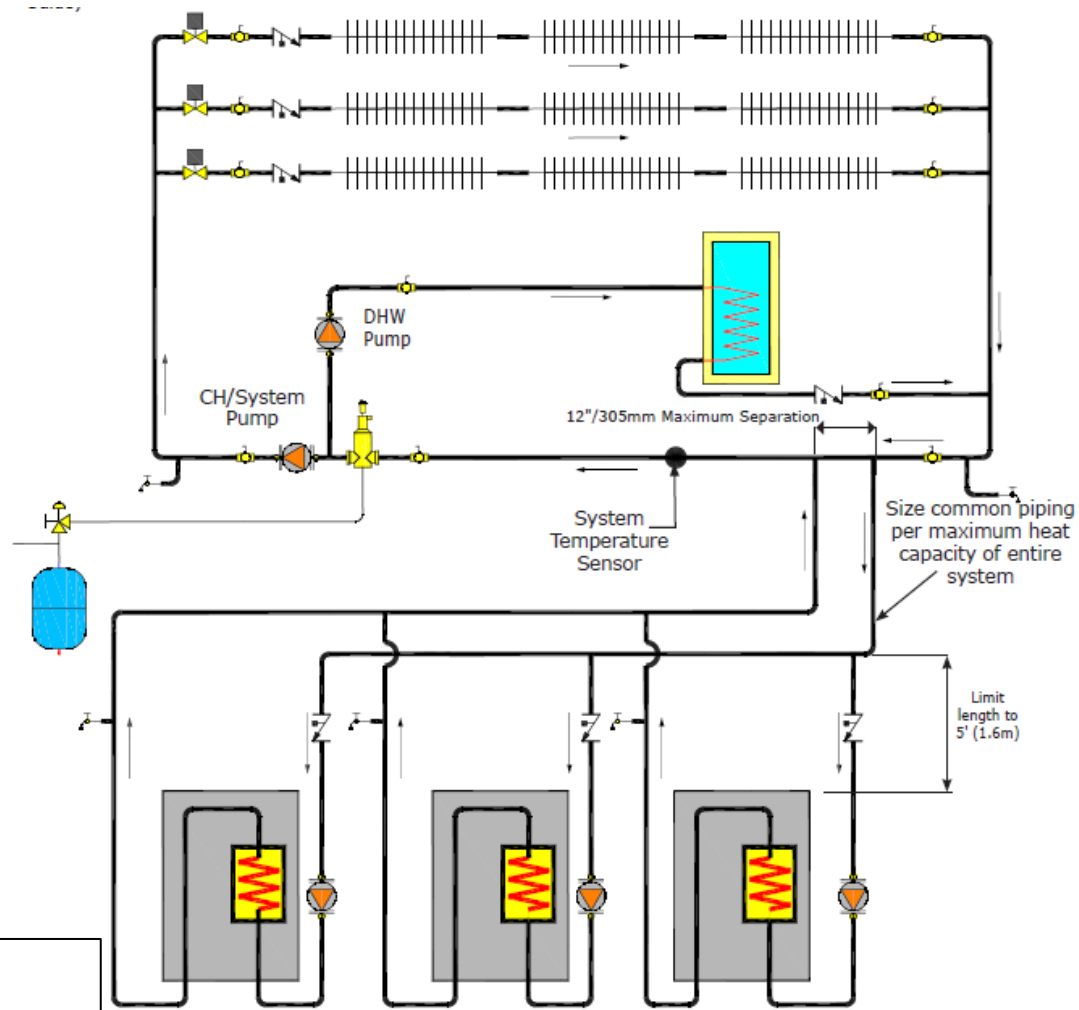 DHW
Pump
CH/System
Pump
12"/305mm Maximum Separation
System
Temperature
Sensor
Size common piping
per maximum heat
capacity of entire
system
Limit
length to
5' (1.6m)